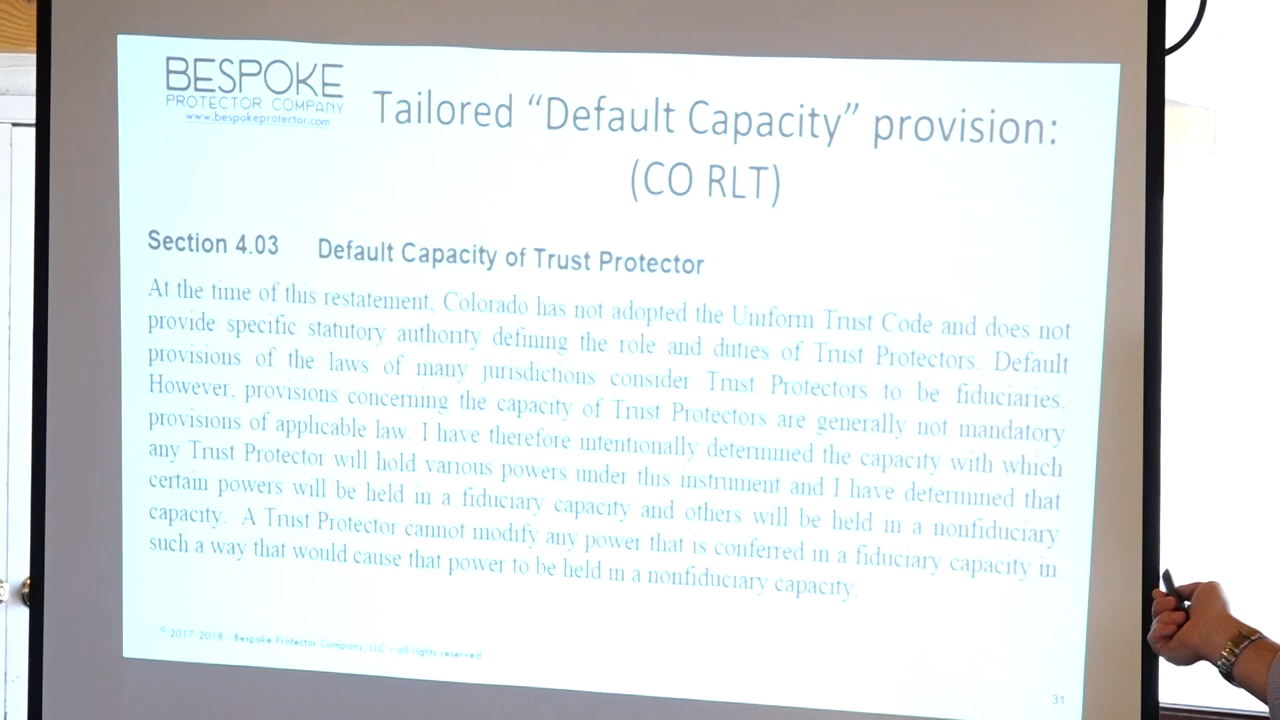 BESPOKE
PROTECTOR COMPANY
www.bespokeprotector.com
Tailored “Default Capacity” provision:
(CO RLT)
Section 4.03 Default Capacity of Trust Protector
At the time of this restatement, Colorado has not adopted the Uniform Trust Code and does not
provide specific statutory authority defining the role and duties of Trust Protectors. Default
provisions of the laws of many jurisdictions consider Trust Protectors to be fiduciaries.
However, provisions concerning the capacity of Trust Protectors are generally not mandatory
provisions of applicable law. I have therefore intentionally determined the capacity with which
any Trust Protector will hold various powers under this instrument and I have determined that
certain powers will be held in a fiduciary capacity and others will be held in a nonfiduciary
capacity. A Trust Protector cannot modify any power that is conferred in a fiduciary capacity in
such a way that would cause that power to be held in a nonfiduciary capacity.
© 2017-2018 - Bespoke Protector Company, LLC – all rights reserved
31